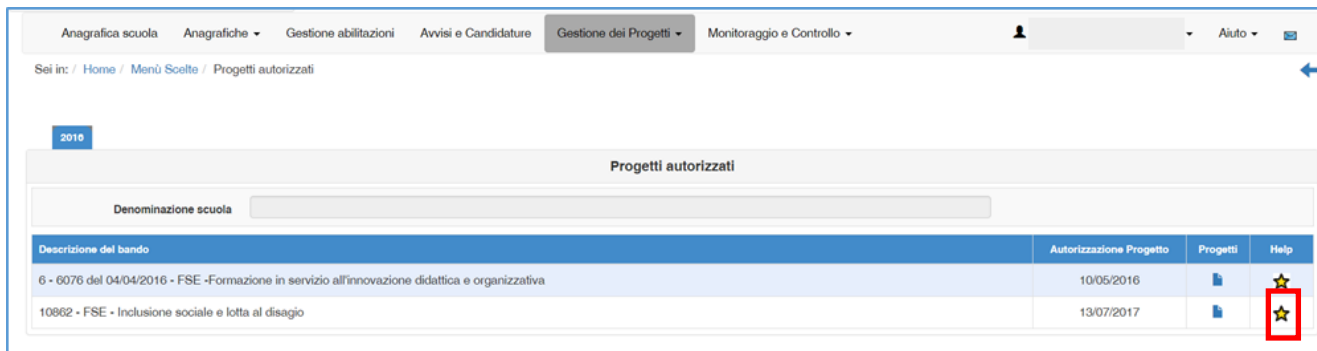 Anagrafica scuola Anagrafiche Gestione abilitazioni Avvisi e Candidature Gestione dei Progetti Monitoraggio e Controllo Aiuto
Sei in: / Home / Menù Scelte / Progetti autorizzati
2016
Progetti autorizzati
Denominazione scuola
Descrizione del bando Autorizzazione Progetto Progetti Help
6 - 6076 del 04/04/2016 - FSE -Formazione in servizio all'innovazione didattica e organizzativa 10/05/2016
10862 - FSE - Inclusione sociale e lotta al disagio 13/07/2017